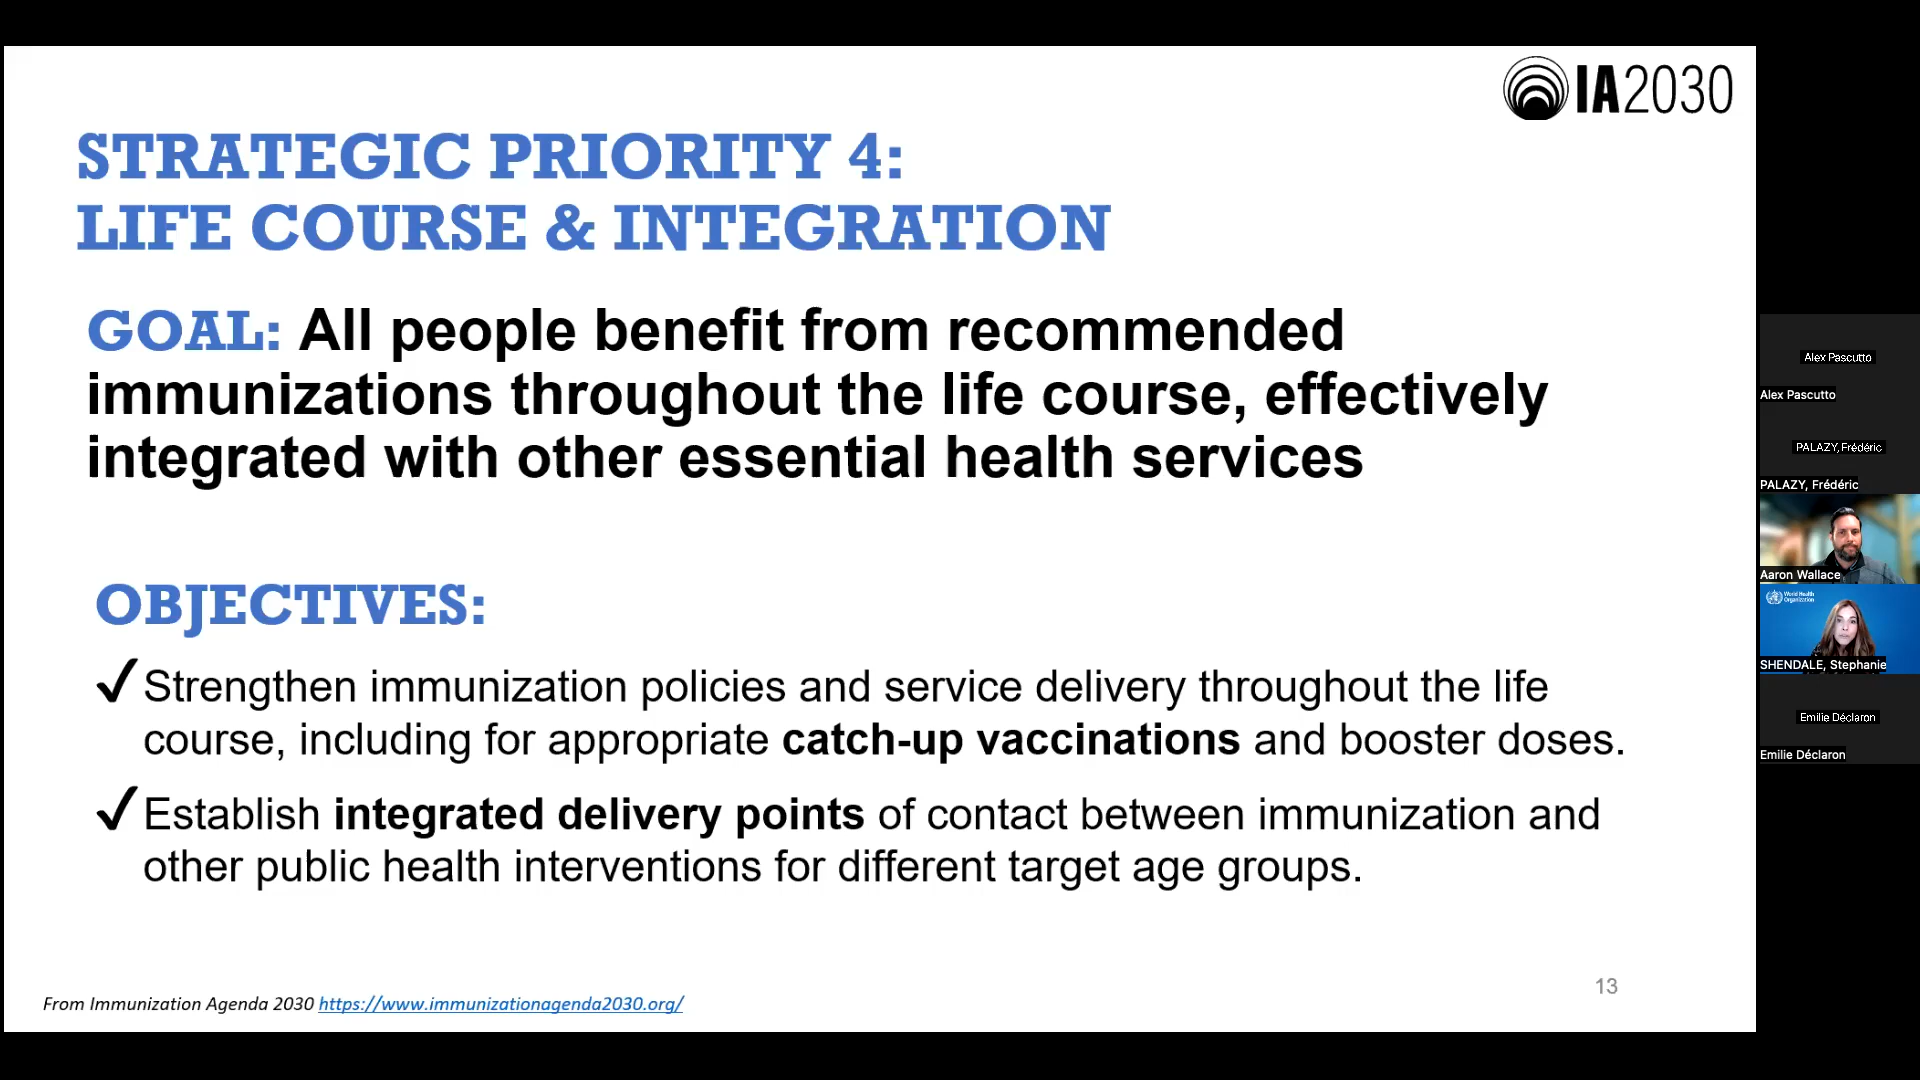 IA2030
STRATEGIC PRIORITY 4:
LIFE COURSE & INTEGRATION
GOAL: All people benefit from recommended
immunizations throughout the life course, effectively
integrated with other essential health services
OBJECTIVES:
✓Strengthen immunization policies and service delivery throughout the life
course, including for appropriate catch-up vaccinations and booster doses.
✓Establish integrated delivery points of contact between immunization and
other public health interventions for different target age groups.
From Immunization Agenda 2030 https://www.immunizationagenda2030.org/
13
Alex Pascutto
Alex Pascutto
PALAZY, Frédéric
PALAZY, Frédéric
Aaron Wallace
World Health
Organization
SHENDALE, Stephanie
Emilie Déclaron
Emilie Déclaron